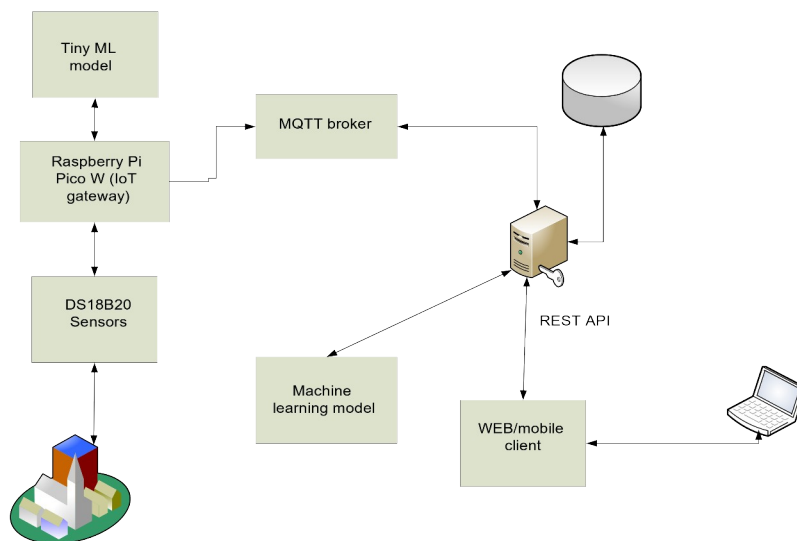 Tiny ML
model
Raspberry Pi
Pico W (IoT
gateway)
DS18B20
Sensors
MQTT broker
REST API
Machine
learning model
WEB/mobile
client